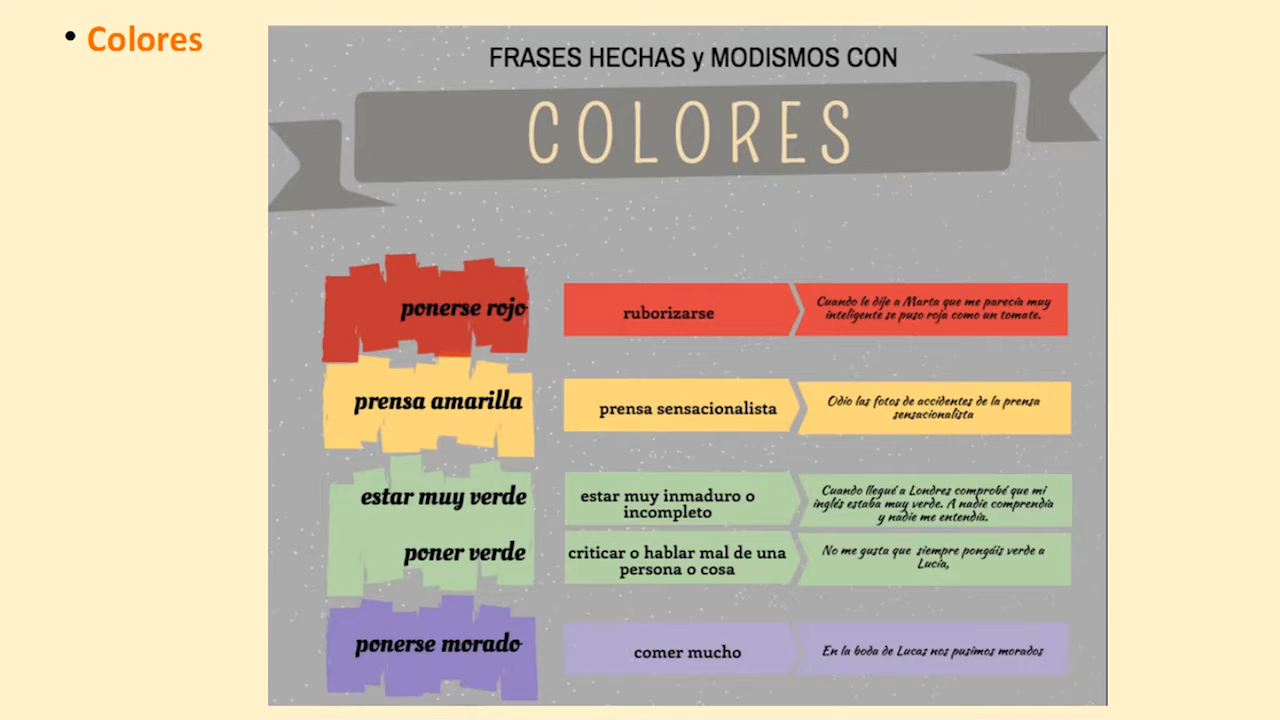 • Colores
FRASES HECHAS y MODISMOS CON
COLORES
ponerse rojo
ruborizarse
Cuando le dije a Marta que me parecía muy
inteligente se puso roja como un tomate.
prensa amarilla
prensa sensacionalista
Odio las fotos de accidentes de la prensa
sensacionalista
estar muy verde
estar muy inmaduro o
incompleto
Cuando llegué a Londres comprobé que mi
inglés estaba muy verde. A nadie comprendía
y nadie me entendía.
poner verde
criticar o hablar mal de una
persona o cosa
No me gusta que siempre pongáis verde a
Lucía,
ponerse morado
comer mucho
En la boda de Lucas nos pusimos morados